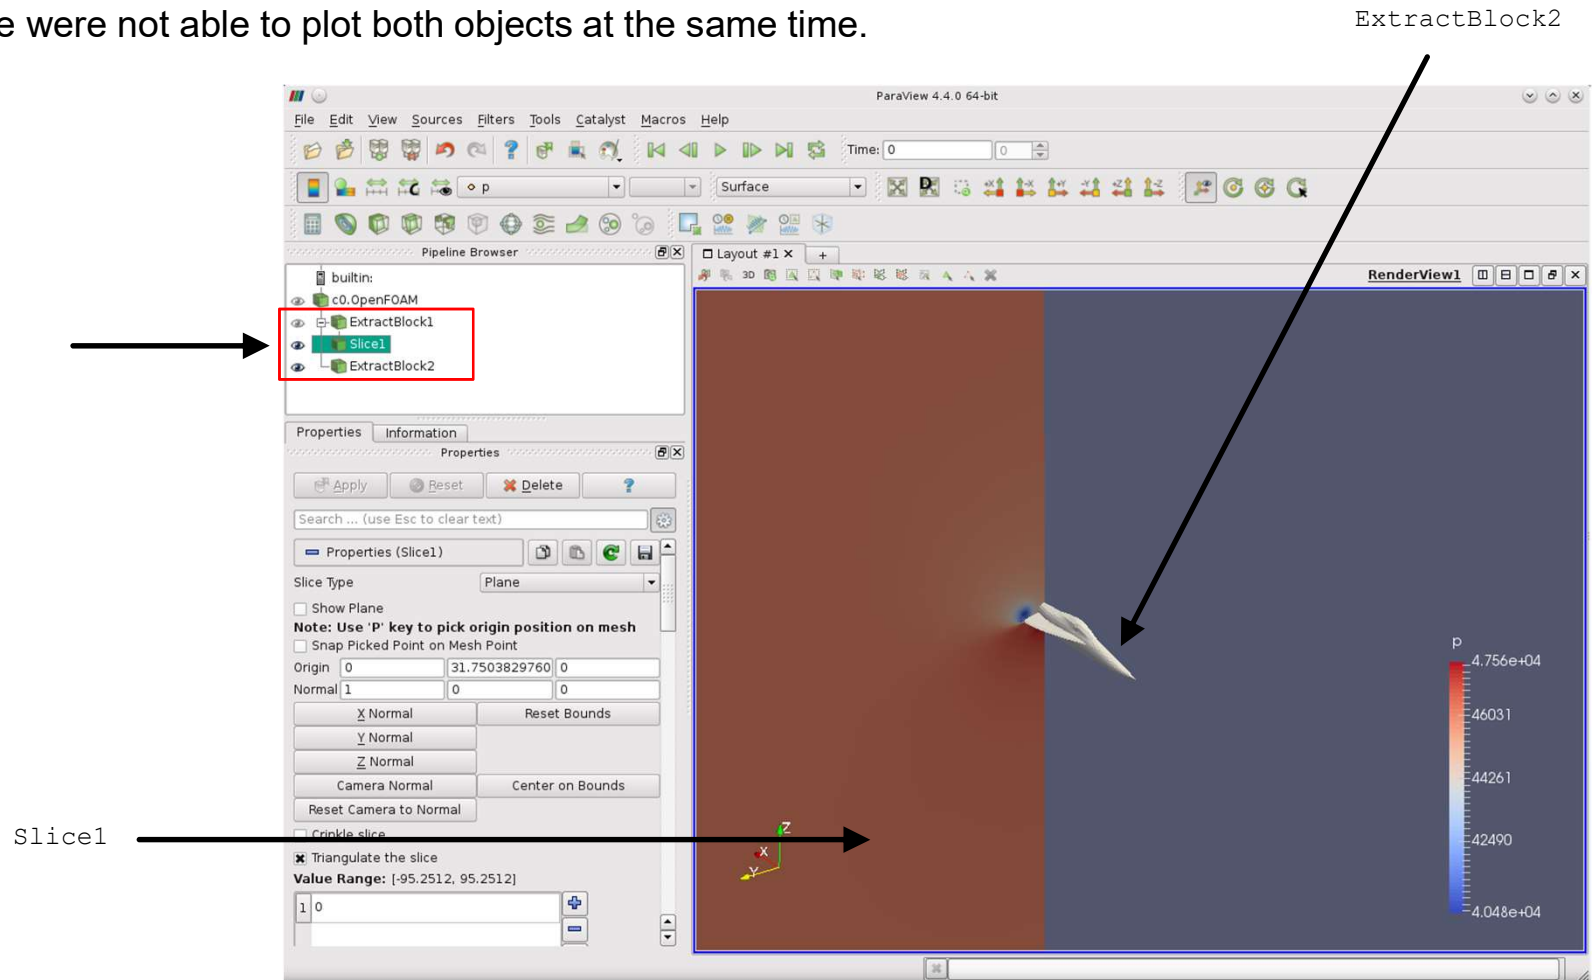 e were not able to plot both objects at the same time.
ExtractBlock2
ParaView 4.4.0 64-bit
File Edit View Sources Filters Tools Catalyst Macros Help
Time: 0 0
p Surface
Pipeline Browser
Layout #1
builtin:
3D
RenderView1
c0.OpenFOAM
ExtractBlock1
Slice1
ExtractBlock2
Properties Information
Properties
Apply Reset Delete ?
Search ... (use Esc to clear text)
Properties (Slice1)
Slice Type Plane
Show Plane
Note: Use 'P' key to pick origin position on mesh
Snap Picked Point on Mesh Point
Origin 0 31.7503829760 0
Normal 1 0 0
X Normal Reset Bounds
Y Normal
Z Normal
Camera Normal Center on Bounds
Reset Camera to Normal
Crinkle slice
Triangulate the slice
Value Range: [-95.2512, 95.2512]
1 0
Slice1
Z
X
Y
p
4.756e+04
46031
44261
42490
4.048e+04